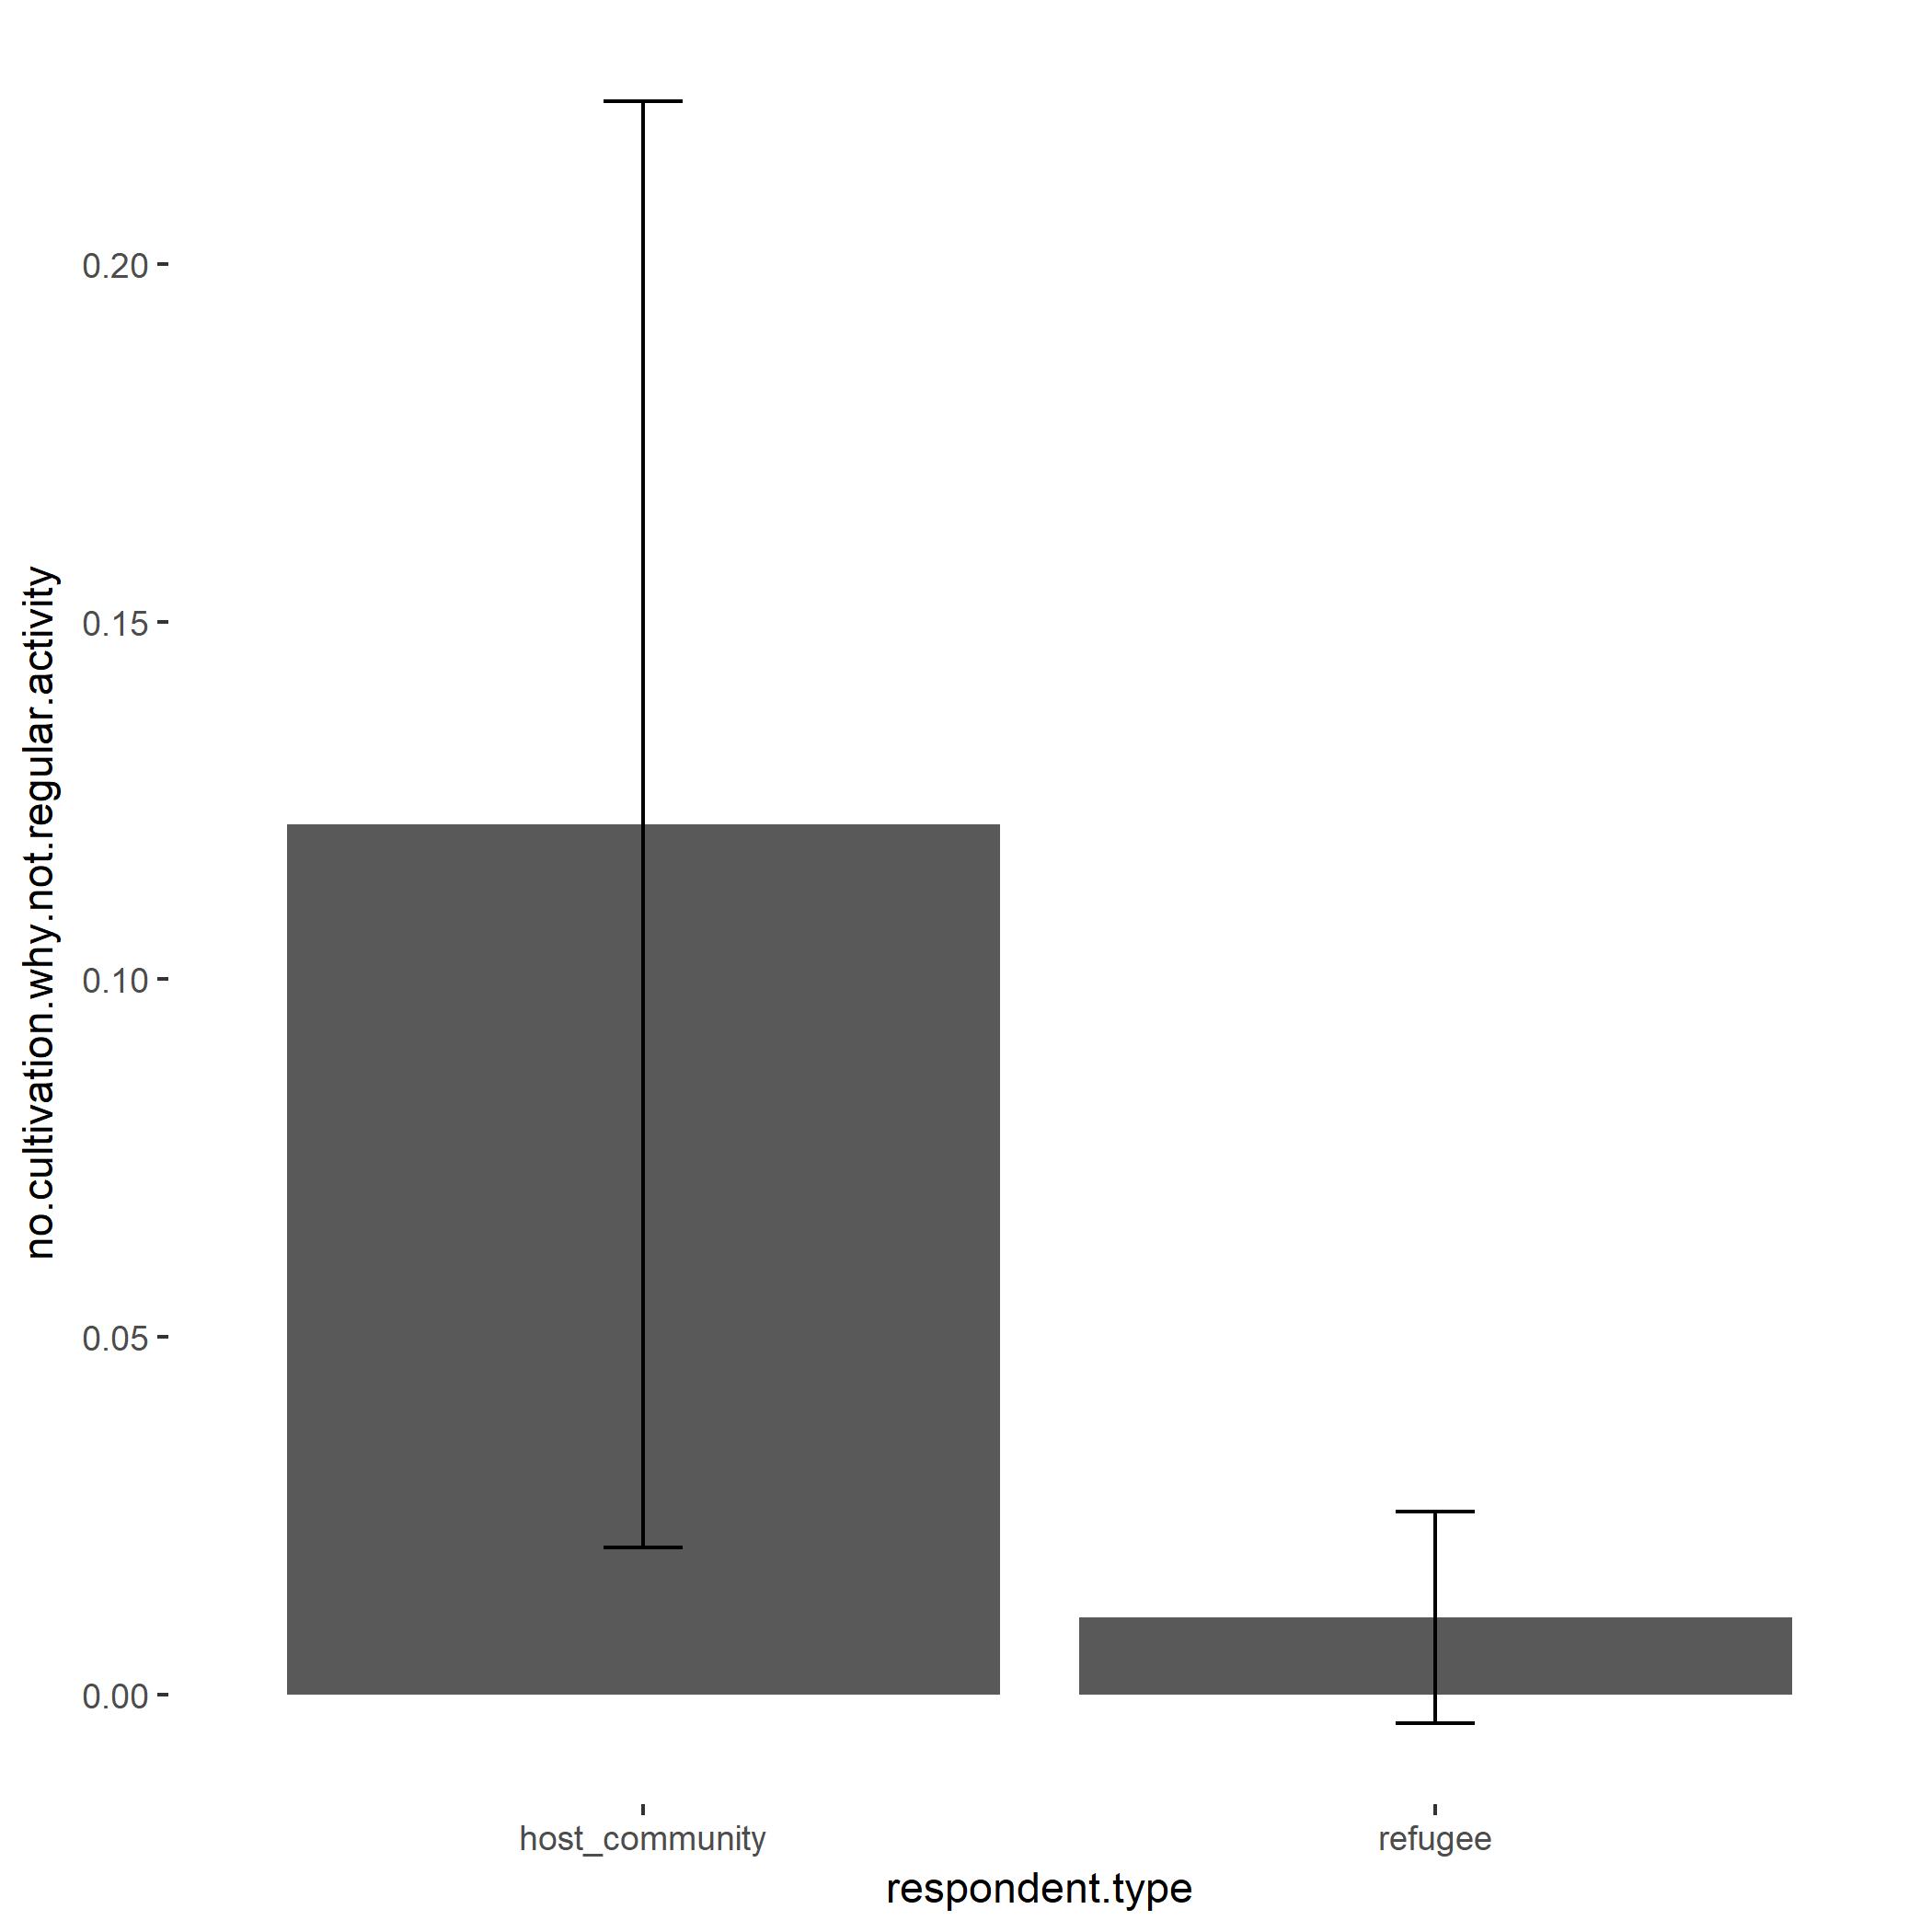 no.cultivation.why.not.regular.activity
0.20
0.15
0.10
0.05
0.00
host_community
refugee
respondent.type